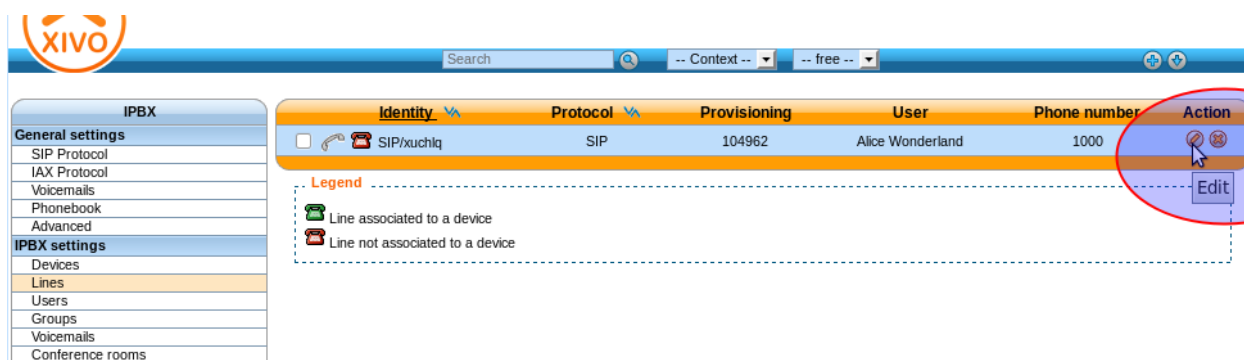 XIVO
Search
-- Context --
-- free --
IPBX
General settings
SIP Protocol
IAX Protocol
Voicemails
Phonebook
Advanced
IPBX settings
Devices
Lines
Users
Groups
Voicemails
Conference rooms
Identity Protocol Provisioning User Phone number Action
SIP/xuchlq SIP 104962 Alice Wonderland 1000
Edit
Legend
Line associated to a device
Line not associated to a device